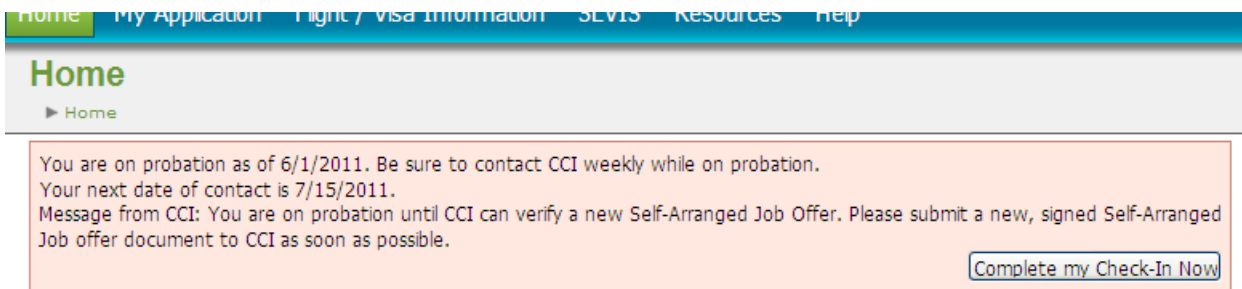 Home My Application Flight / Visa Information SEVIS Resources Help
Home
Home
You are on probation as of 6/1/2011. Be sure to contact CCI weekly while on probation.
Your next date of contact is 7/15/2011.
Message from CCI: You are on probation until CCI can verify a new Self-Arranged Job Offer. Please submit a new, signed Self-Arranged
Job offer document to CCI as soon as possible.
Complete my Check-In Now